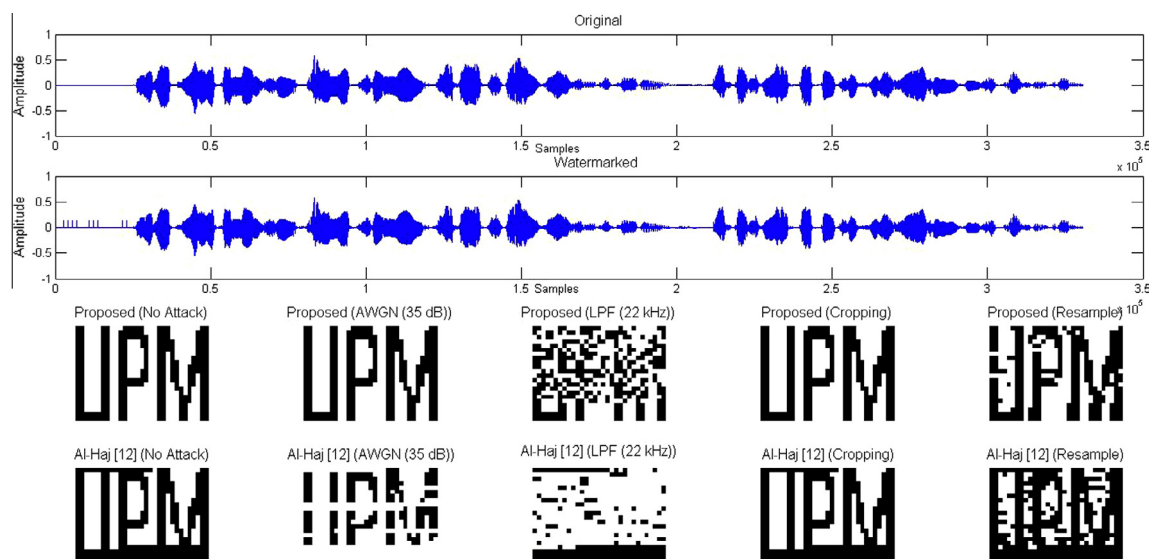 Original
1
0.5
0
-0.5
-1
Amplitude
0 0.5 1 1.5 2 2.5 3 3.5
Samples
x 10^5
Watermarked
1
0.5
0
-0.5
-1
Amplitude
0 0.5 1 1.5 2 2.5 3 3.5
Samples
x 10^5
Proposed (No Attack) Proposed (AWGN (35 dB)) Proposed (LPF (22 kHz)) Proposed (Cropping) Proposed (Resample)
UPM UPM UPM UPM
Al-Haj [12] (No Attack) Al-Haj [12] (AWGN (35 dB)) Al-Haj [12] (LPF (22 kHz)) Al-Haj [12] (Cropping) Al-Haj [12] (Resample)
UPM UPM UPM UPM